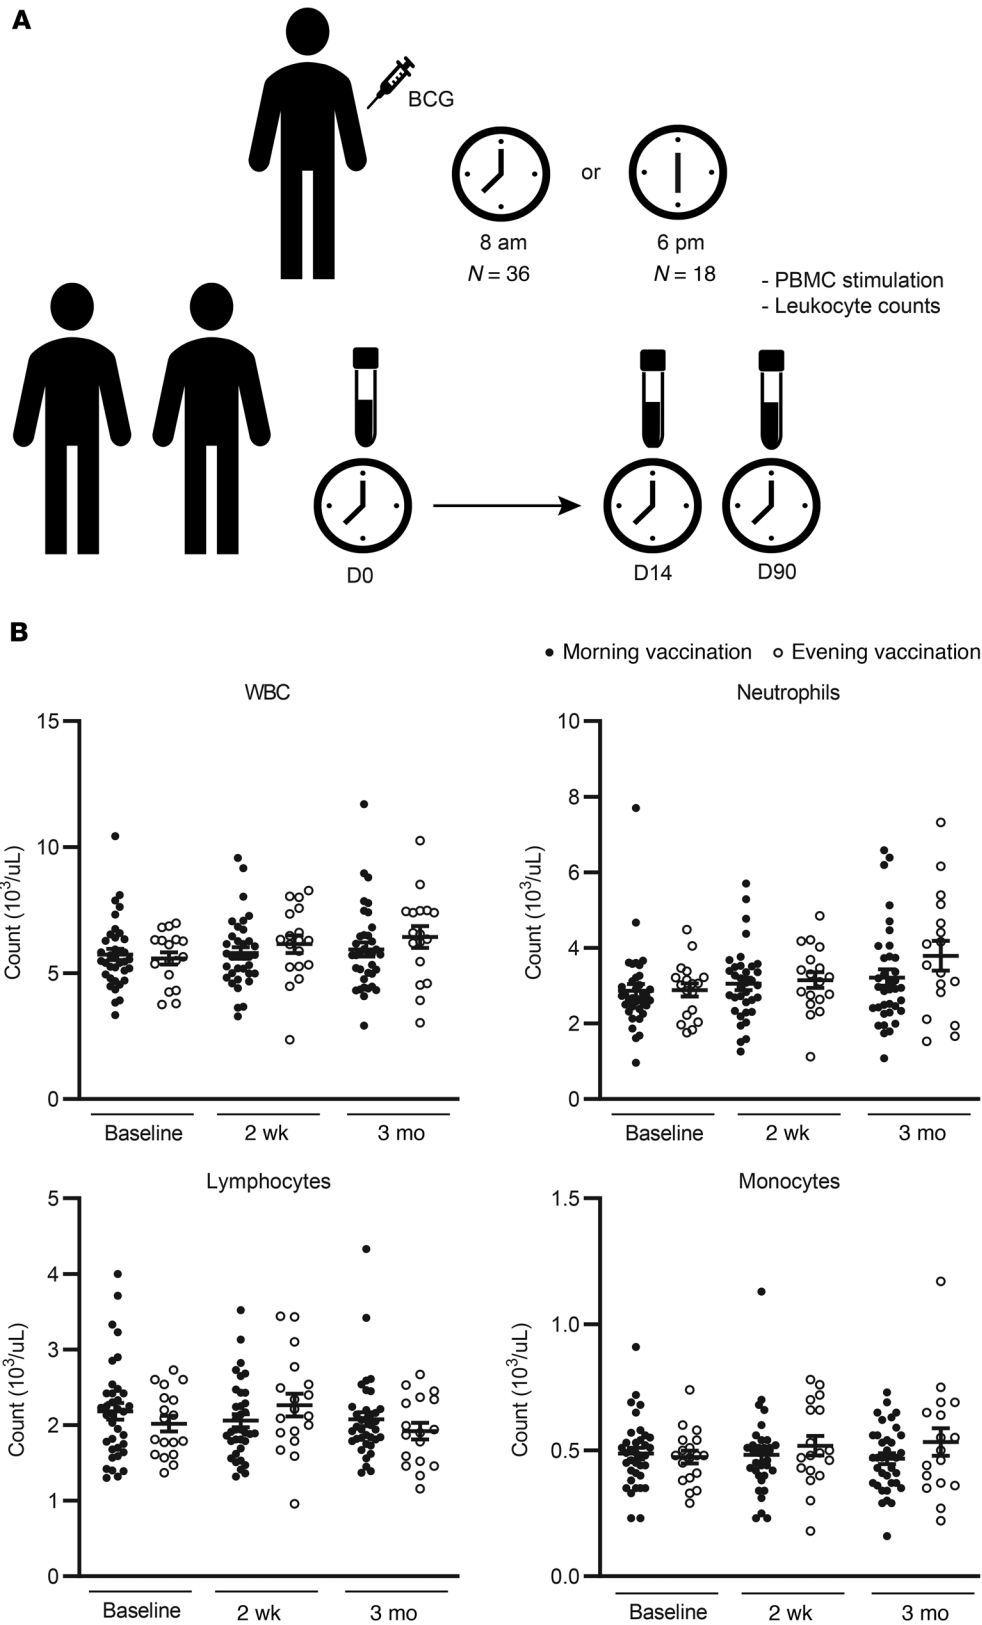 A
BCG
or
8 am
6 pm
N = 36
N = 18
- PBMC stimulation
- Leukocyte counts
D0
D14
D90
B
Morning vaccination
Evening vaccination
WBC
Neutrophils
15
10
5
0
Count (10³/uL)
Baseline
2 wk
3 mo
10
8
6
4
2
0
Count (10³/uL)
Baseline
2 wk
3 mo
Lymphocytes
Monocytes
5
4
3
2
1
0
Count (10³/uL)
Baseline
2 wk
3 mo
1.5
1.0
0.5
0.0
Count (10³/uL)
Baseline
2 wk
3 mo